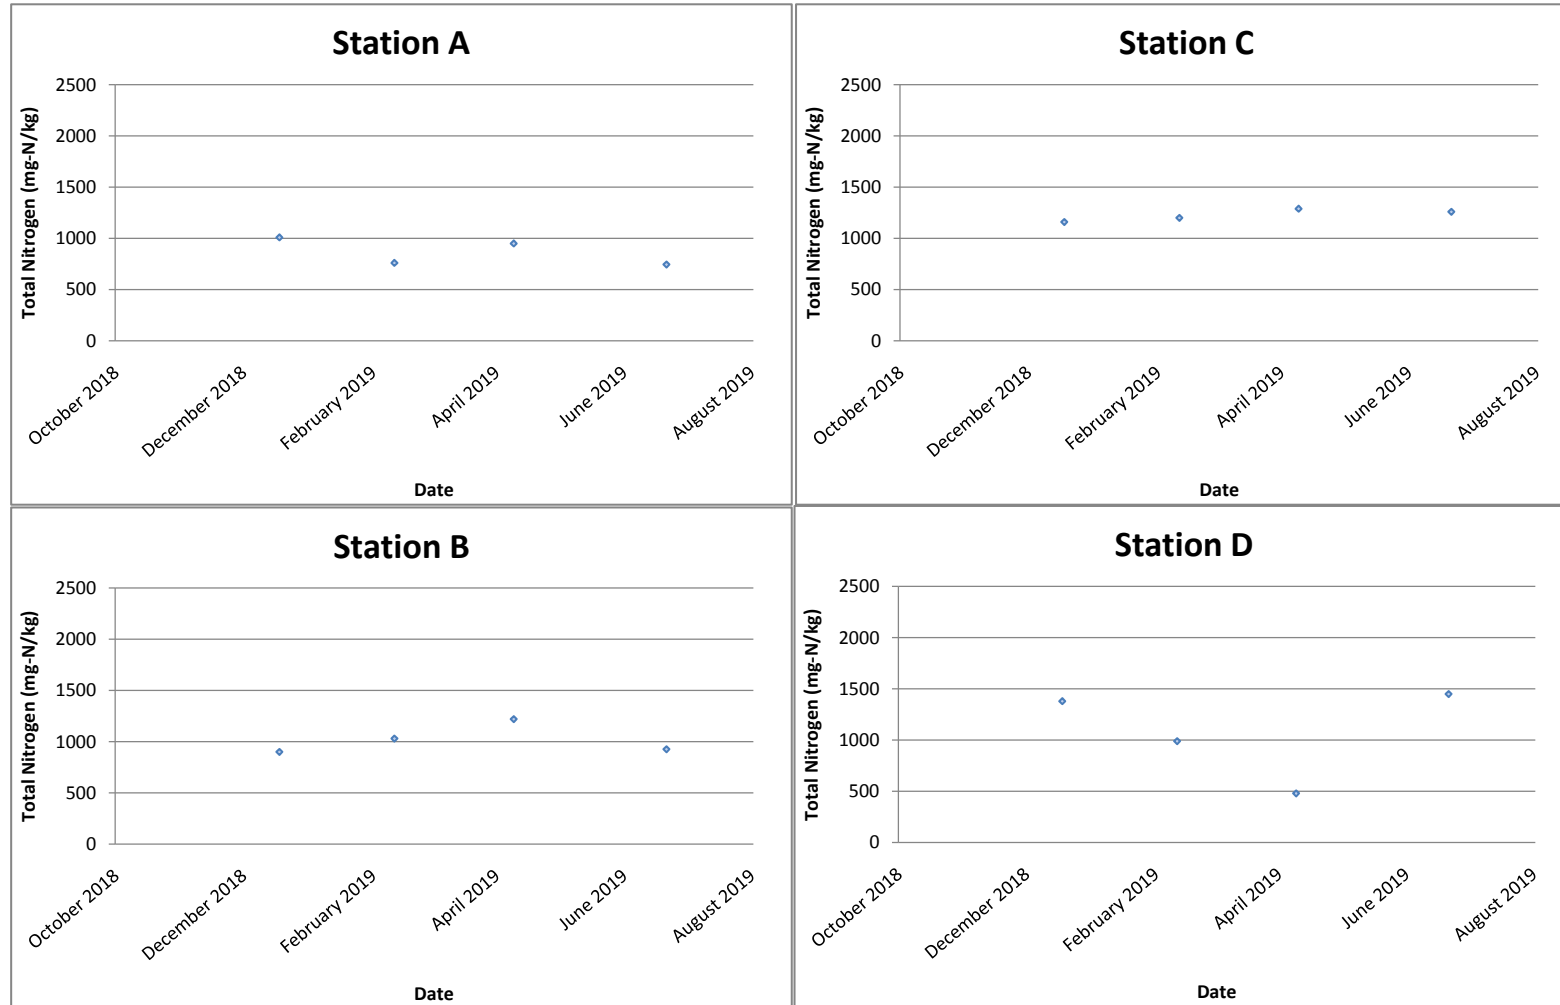 Station A
Total Nitrogen (mg-N/kg)
2500
2000
1500
1000
500
0
October 2018
December 2018
February 2019
April 2019
June 2019
August 2019
Date
Station C
Total Nitrogen (mg-N/kg)
2500
2000
1500
1000
500
0
October 2018
December 2018
February 2019
April 2019
June 2019
August 2019
Date
Station B
Total Nitrogen (mg-N/kg)
2500
2000
1500
1000
500
0
October 2018
December 2018
February 2019
April 2019
June 2019
August 2019
Date
Station D
Total Nitrogen (mg-N/kg)
2500
2000
1500
1000
500
0
October 2018
December 2018
February 2019
April 2019
June 2019
August 2019
Date